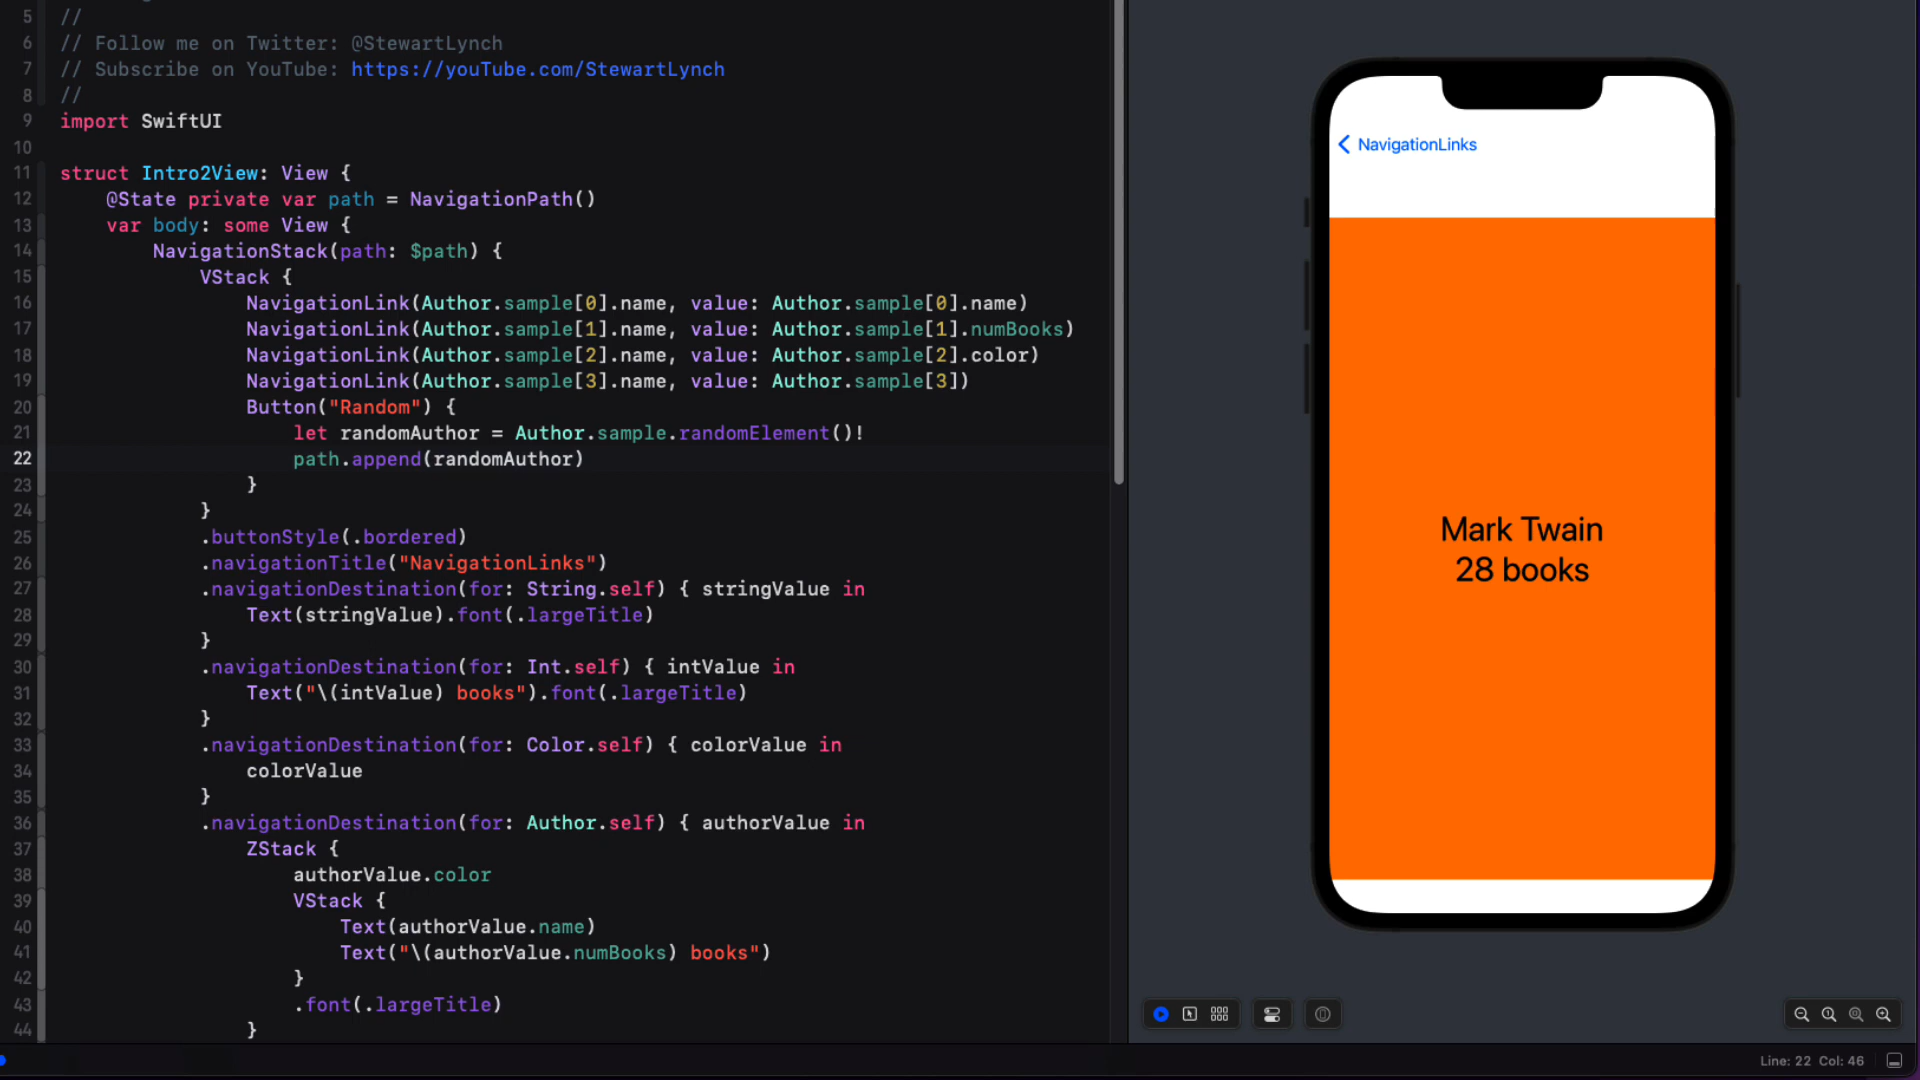 5 //
6 // Follow me on Twitter: @StewartLynch
7 // Subscribe on YouTube: https://youTube.com/StewartLynch
8 //
9 import SwiftUI
10
11 struct Intro2View: View {
12 @State private var path = NavigationPath()
13 var body: some View {
14 NavigationStack(path: $path) {
15 VStack {
16 NavigationLink(Author.sample[0].name, value: Author.sample[0].name)
17 NavigationLink(Author.sample[1].name, value: Author.sample[1].numBooks)
18 NavigationLink(Author.sample[2].name, value: Author.sample[2].color)
19 NavigationLink(Author.sample[3].name, value: Author.sample[3])
20 Button("Random") {
21 let randomAuthor = Author.sample.randomElement()!
22 path.append(randomAuthor)
23 }
24 }
25 .buttonStyle(.bordered)
26 .navigationTitle("NavigationLinks")
27 .navigationDestination(for: String.self) { stringValue in
28 Text(stringValue).font(.largeTitle)
29 }
30 .navigationDestination(for: Int.self) { intValue in
31 Text("\(intValue) books").font(.largeTitle)
32 }
33 .navigationDestination(for: Color.self) { colorValue in
34 colorValue
35 }
36 .navigationDestination(for: Author.self) { authorValue in
37 ZStack {
38 authorValue.color
39 VStack {
40 Text(authorValue.name)
41 Text("\(authorValue.numBooks) books")
42 }
43 .font(.largeTitle)
44 }
NavigationLinks
Mark Twain
28 books
Line: 22 Col: 46